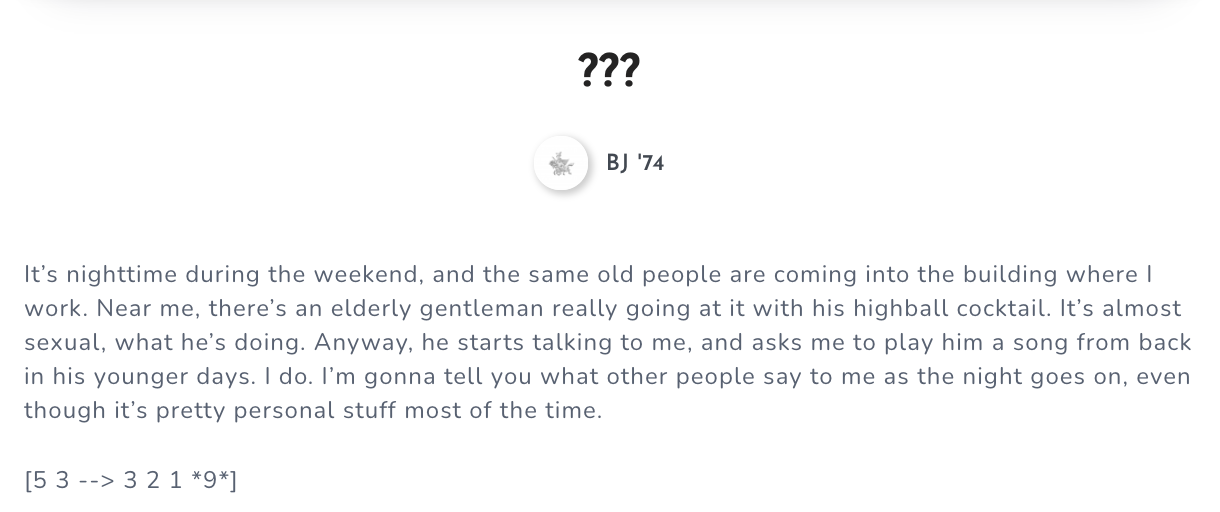 ???
BJ '74
It’s nighttime during the weekend, and the same old people are coming into the building where I
work. Near me, there’s an elderly gentleman really going at it with his highball cocktail. It’s almost
sexual, what he’s doing. Anyway, he starts talking to me, and asks me to play him a song from back
in his younger days. I do. I’m gonna tell you what other people say to me as the night goes on, even
though it’s pretty personal stuff most of the time.
[5 3 --> 3 2 1 *9*]